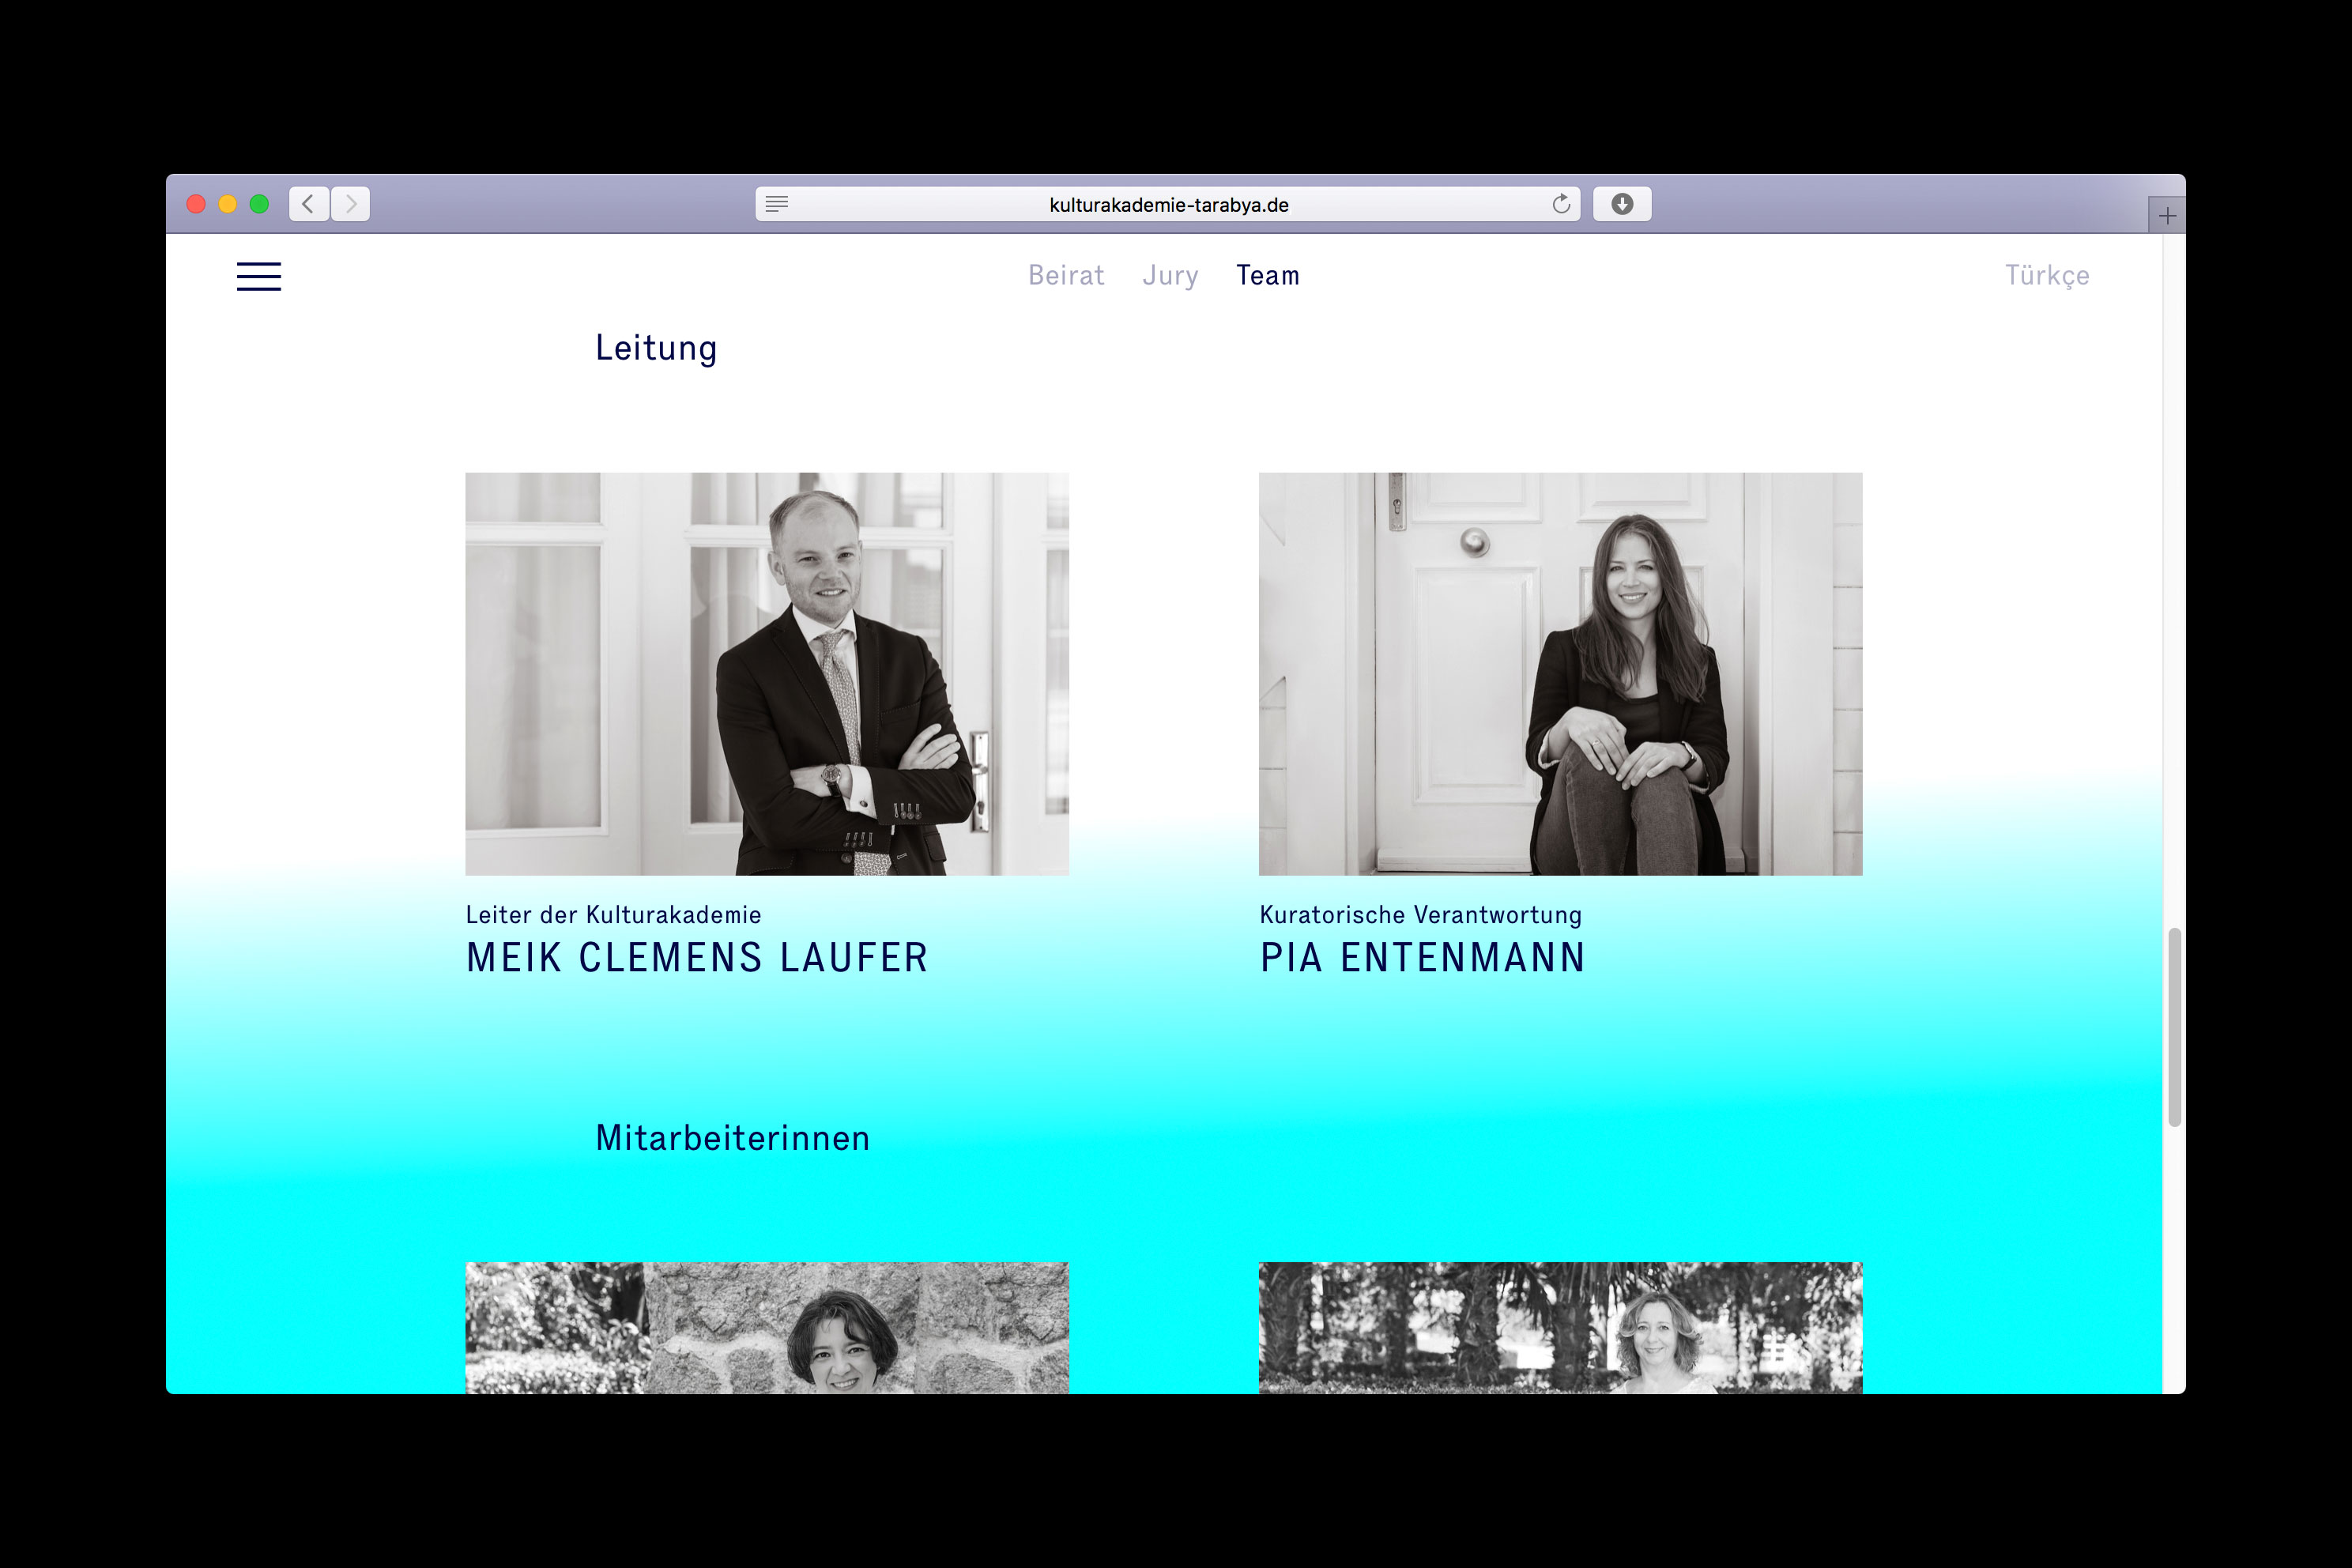 kulturakademie-tarabya.de
Beirat Jury Team Türkçe
Leitung
Leiter der Kulturakademie
MEIK CLEMENS LAUFER
Kuratorische Verantwortung
PIA ENTENMANN
Mitarbeiterinnen